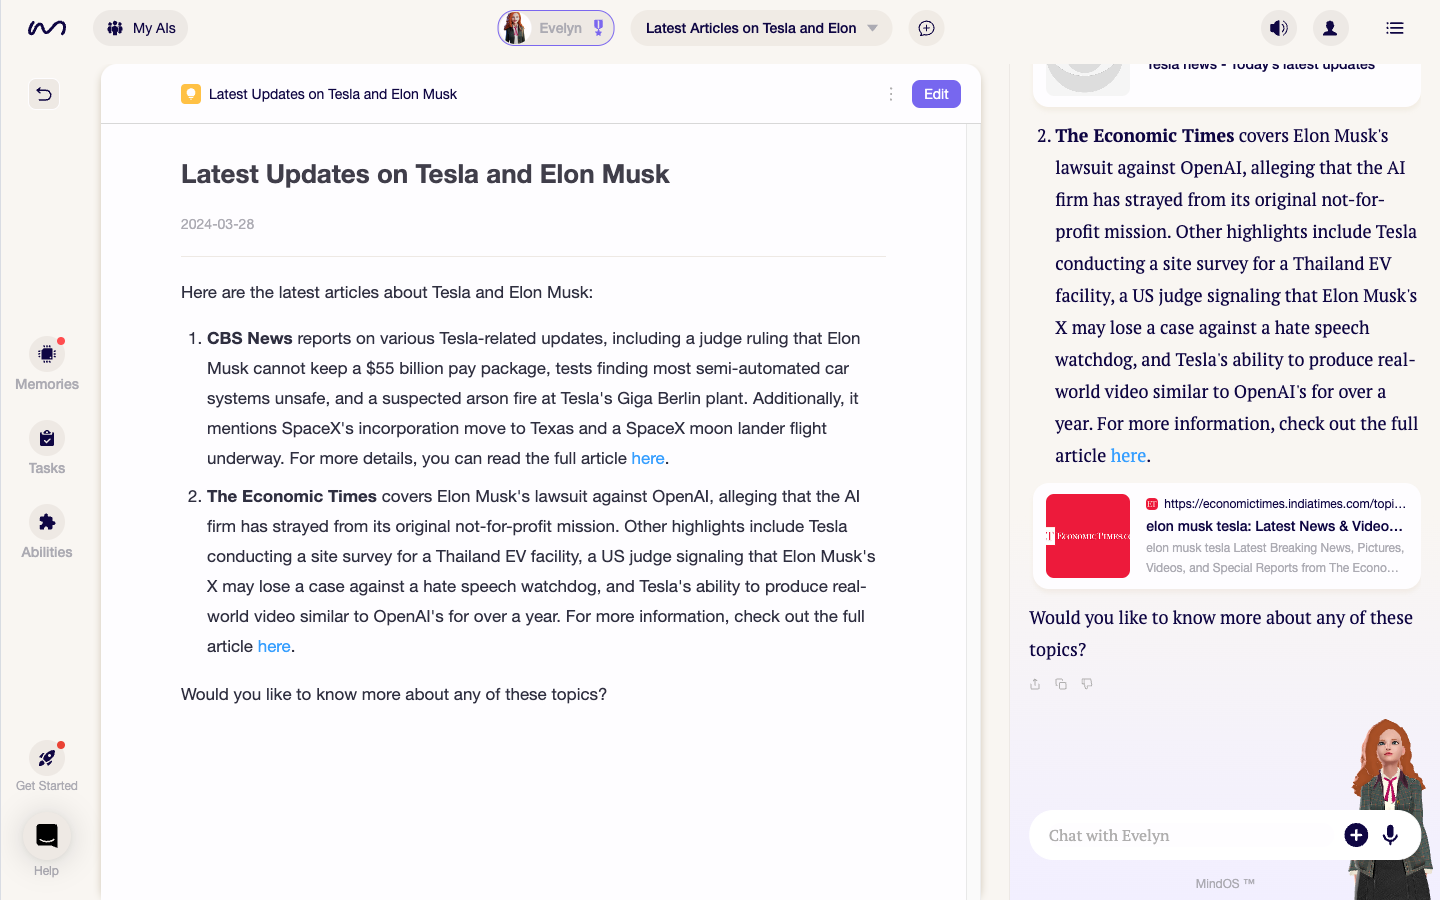 My AIs
Evelyn
Latest Articles on Tesla and Elon
Latest Updates on Tesla and Elon Musk
Edit
Latest Updates on Tesla and Elon Musk
2024-03-28
Here are the latest articles about Tesla and Elon Musk:
1. CBS News reports on various Tesla-related updates, including a judge ruling that Elon
Musk cannot keep a $55 billion pay package, tests finding most semi-automated car
systems unsafe, and a suspected arson fire at Tesla's Giga Berlin plant. Additionally, it
mentions SpaceX's incorporation move to Texas and a SpaceX moon lander flight
underway. For more details, you can read the full article here.
2. The Economic Times covers Elon Musk's lawsuit against OpenAI, alleging that the AI
firm has strayed from its original not-for-profit mission. Other highlights include Tesla
conducting a site survey for a Thailand EV facility, a US judge signaling that Elon Musk's
X may lose a case against a hate speech watchdog, and Tesla's ability to produce real-
world video similar to OpenAI's for over a year. For more information, check out the full
article here.
Would you like to know more about any of these topics?
Memories
Tasks
Abilities
Get Started
Help
Tesla news - Today's latest updates
2. The Economic Times covers Elon Musk's
lawsuit against OpenAI, alleging that the AI
firm has strayed from its original not-for-
profit mission. Other highlights include Tesla
conducting a site survey for a Thailand EV
facility, a US judge signaling that Elon Musk's
X may lose a case against a hate speech
watchdog, and Tesla's ability to produce real-
world video similar to OpenAI's for over a
year. For more information, check out the full
article here.
ET
https://economictimes.indiatimes.com/topi...
elon musk tesla: Latest News & Video...
elon musk tesla Latest Breaking News, Pictures,
Videos, and Special Reports from The Econo...
Would you like to know more about any of these
topics?
Chat with Evelyn
MindOS ™